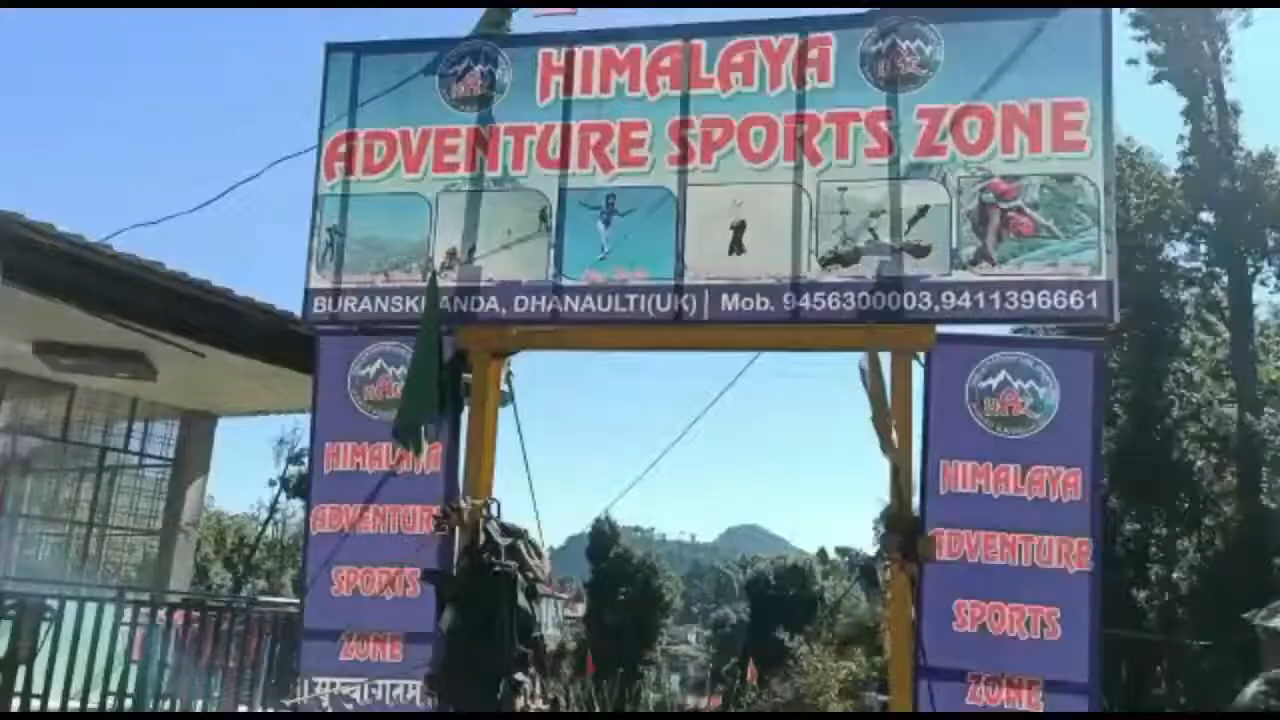 HIMALAYA
ADVENTURE SPORTS ZONE
BURANSKHANDA, DHANAULTI(UK) | Mob. 9456300003,9411396661
HIMALAYA
ADVENTURE
SPORTS
ZONE
HIMALAYA
ADVENTURE
SPORTS
ZONE